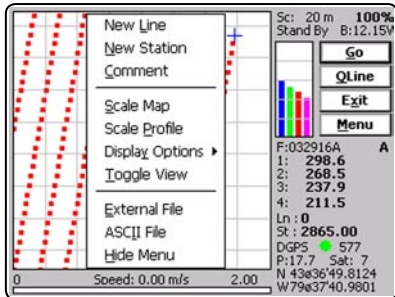 New Line
New Station
Comment
Scale Map
Scale Profile
Display Options
Toggle View
External File
ASCII File
Hide Menu
0 Speed: 0.00 m/s 2.00
Sc: 20 m 100%
Stand By B:12.15W
Go
QLine
Exit
Menu
F:032916A A
1: 298.6
2: 268.5
3: 237.9
4: 211.5
Ln : 0
St : 2865.00
DGPS 577
P:17.7 Sat: 7
N 43ø36'49.8124
W79ø37'40.9801